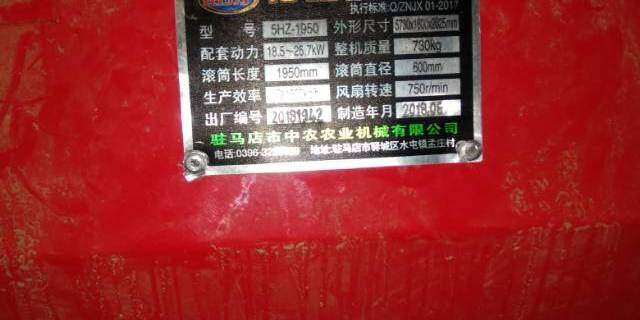 执行标准:Q/ZNJX 01-2017
型 号 5HZ-1950 外形尺寸
配套动力 18.5~26.7kW 整机质量 730kg
滚筒长度 1950mm 滚筒直径 600mm
生产效率 风扇转速 750r/min
出厂编号 制造年月
驻马店市中农农业机械有限公司
电话:0396- 地址:驻马店市驿城区水屯镇孟庄村